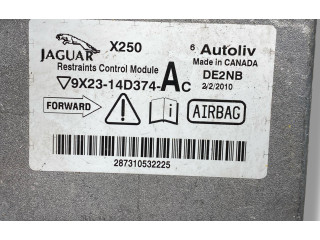 JAGUAR X250 6 Autoliv
Restraints Control Module Made in CANADA
9X23-14D374-AC DE2NB
2/2/2010
FORWARD AIRBAG
287310532225